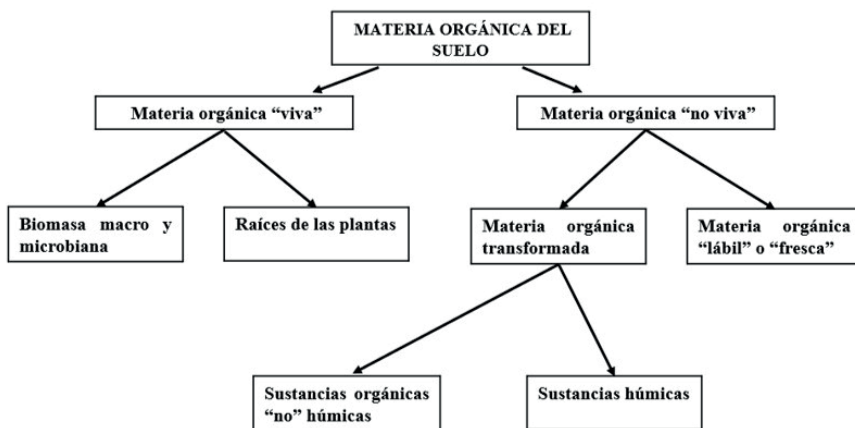 MATERIA ORGÁNICA DEL
SUELO
Materia orgánica “viva”
Materia orgánica “no viva”
Biomasa macro y
microbiana
Raíces de las plantas
Materia orgánica
transformada
Materia orgánica
“lábil” o “fresca”
Sustancias orgánicas
“no” húmicas
Sustancias húmicas